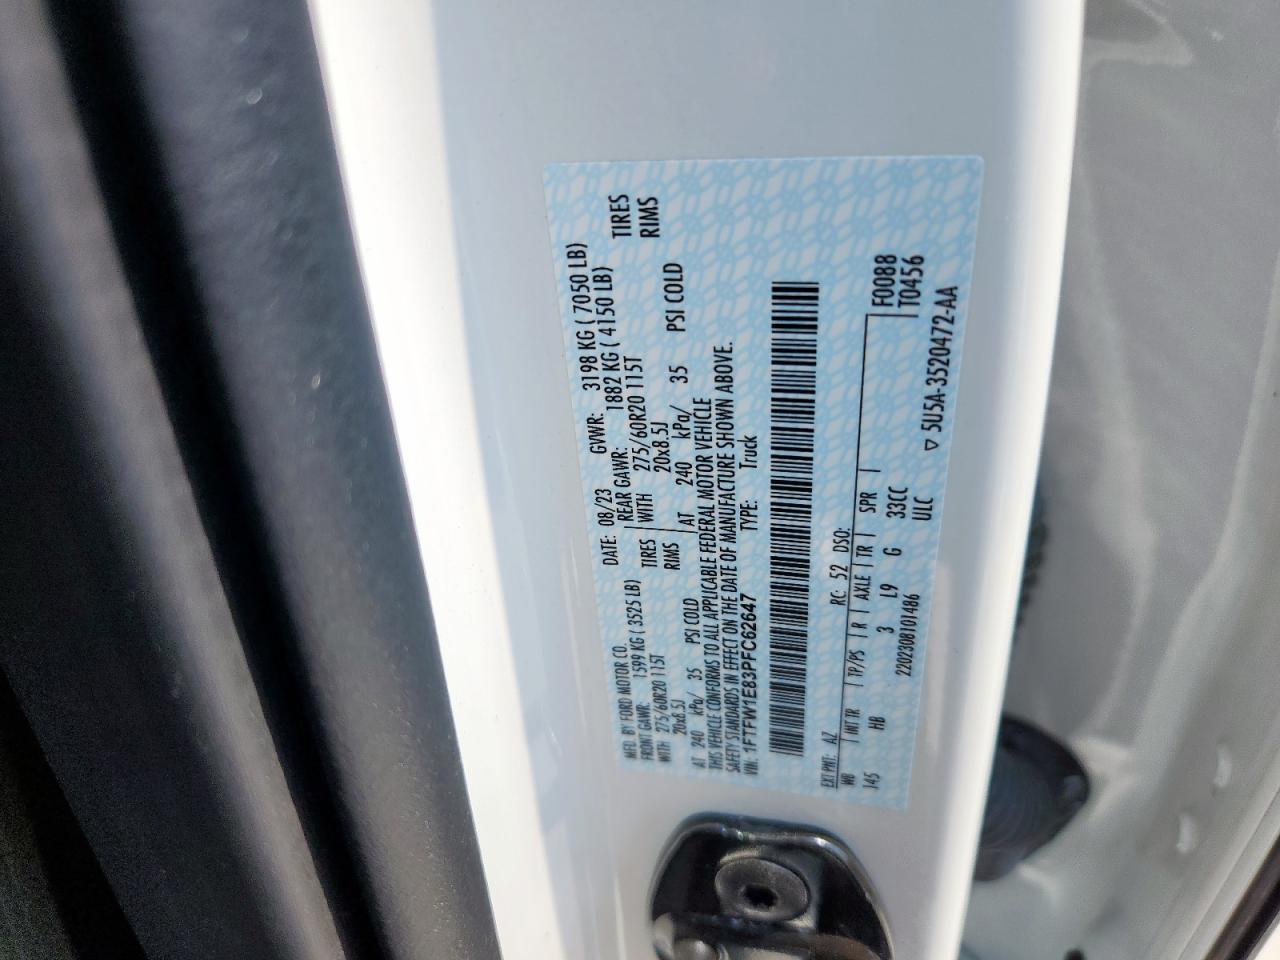 MFD. BY FORD MOTOR CO.
DATE: 08/23 GVWR: 3198 KG ( 7050 LB)
FRONT GAWR: 1599 KG ( 3525 LB) REAR GAWR: 1882 KG ( 4150 LB)
WITH 275/60R20 115T TIRES WITH 275/60R20 115T TIRES
20x8.5J RIMS 20x8.5J RIMS
AT 240 kPa/ 35 PSI COLD AT 240 kPa/ 35 PSI COLD
THIS VEHICLE CONFORMS TO ALL APPLICABLE FEDERAL MOTOR VEHICLE
SAFETY STANDARDS IN EFFECT ON THE DATE OF MANUFACTURE SHOWN ABOVE.
VIN: 1FTFW1E83PFC62647 TYPE: Truck
EXT PNT: AZ RC: 52 DSO: F0088
WB INT TR TP/PS R AXLE TR SPR T0456
145 HB 3 L9 G 33CC
2202308101486 ULC ▽ 5U5A-3520472-AA